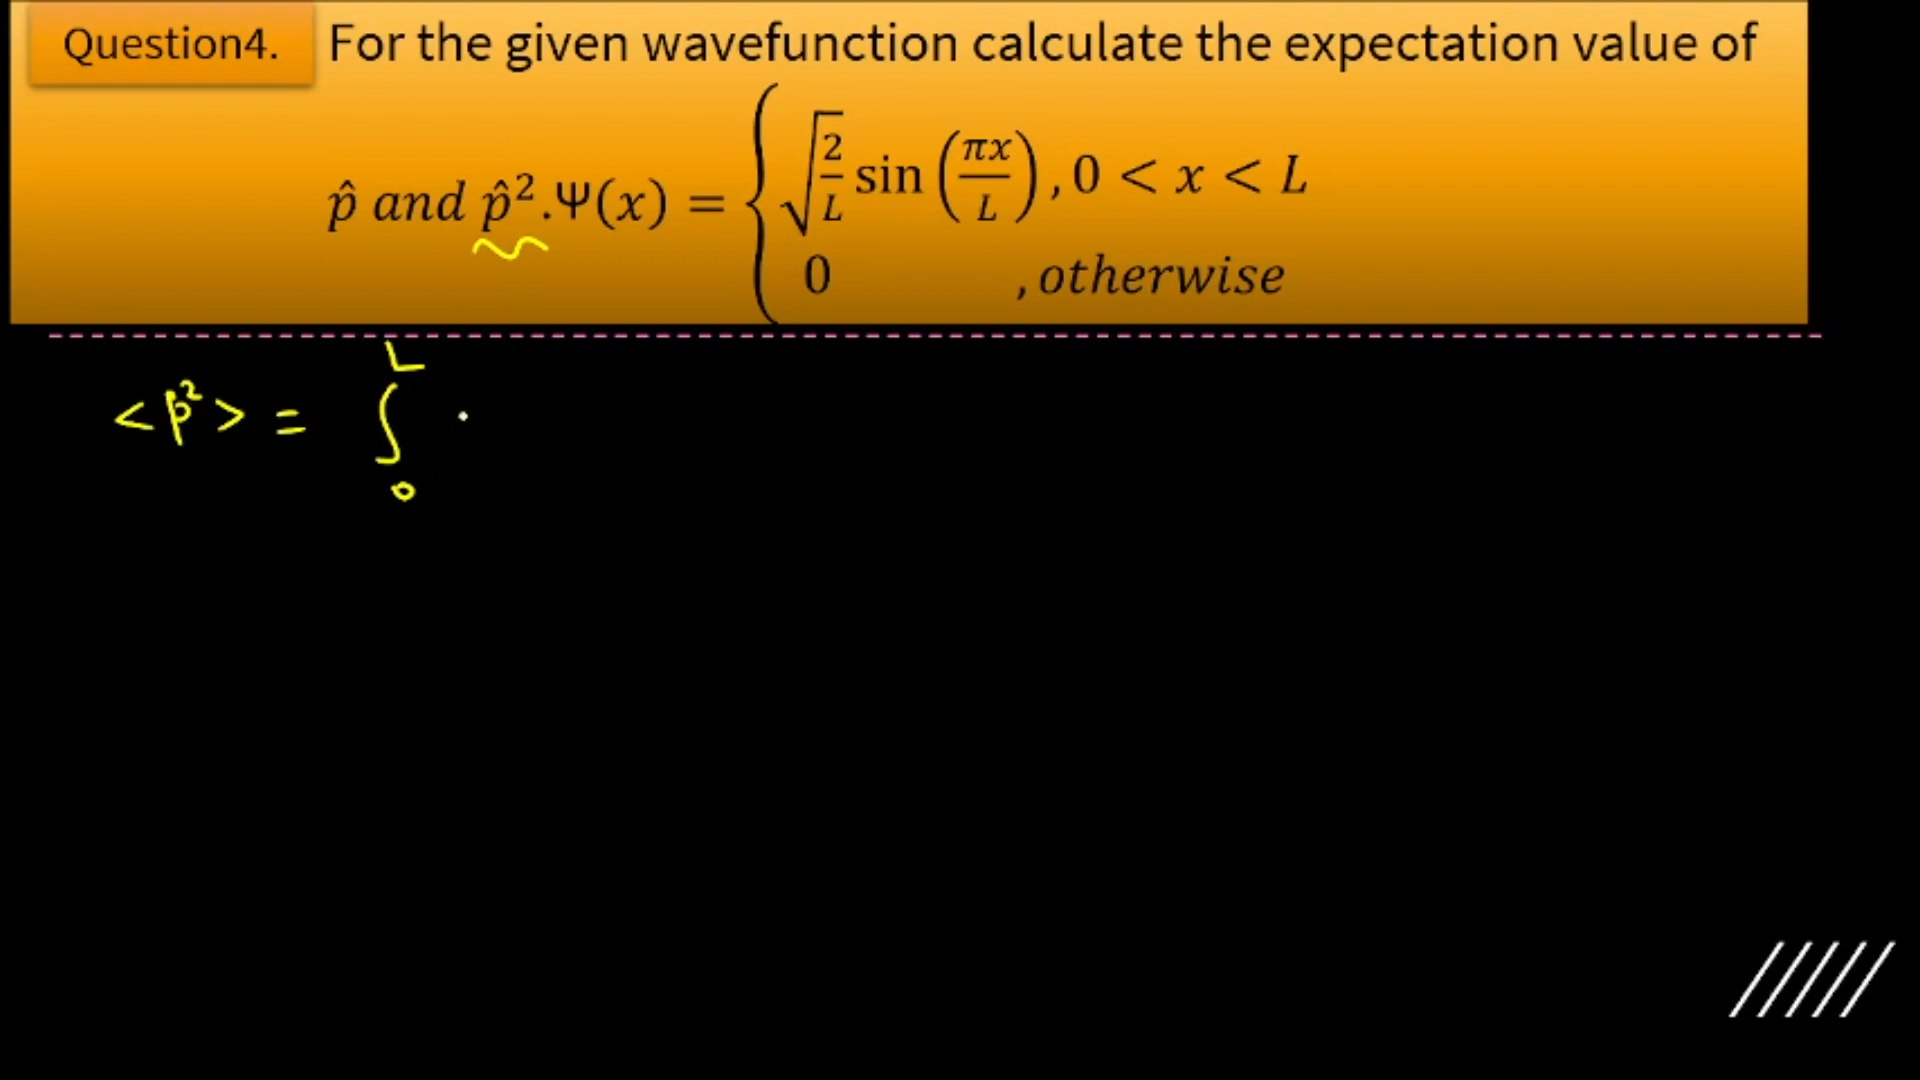 Question4. For the given wavefunction calculate the expectation value of
p̂ and p̂².Ψ(x) = { √(2/L) sin(πx/L), 0 < x < L
0 , otherwise
<p²> = ∫₀ᴸ